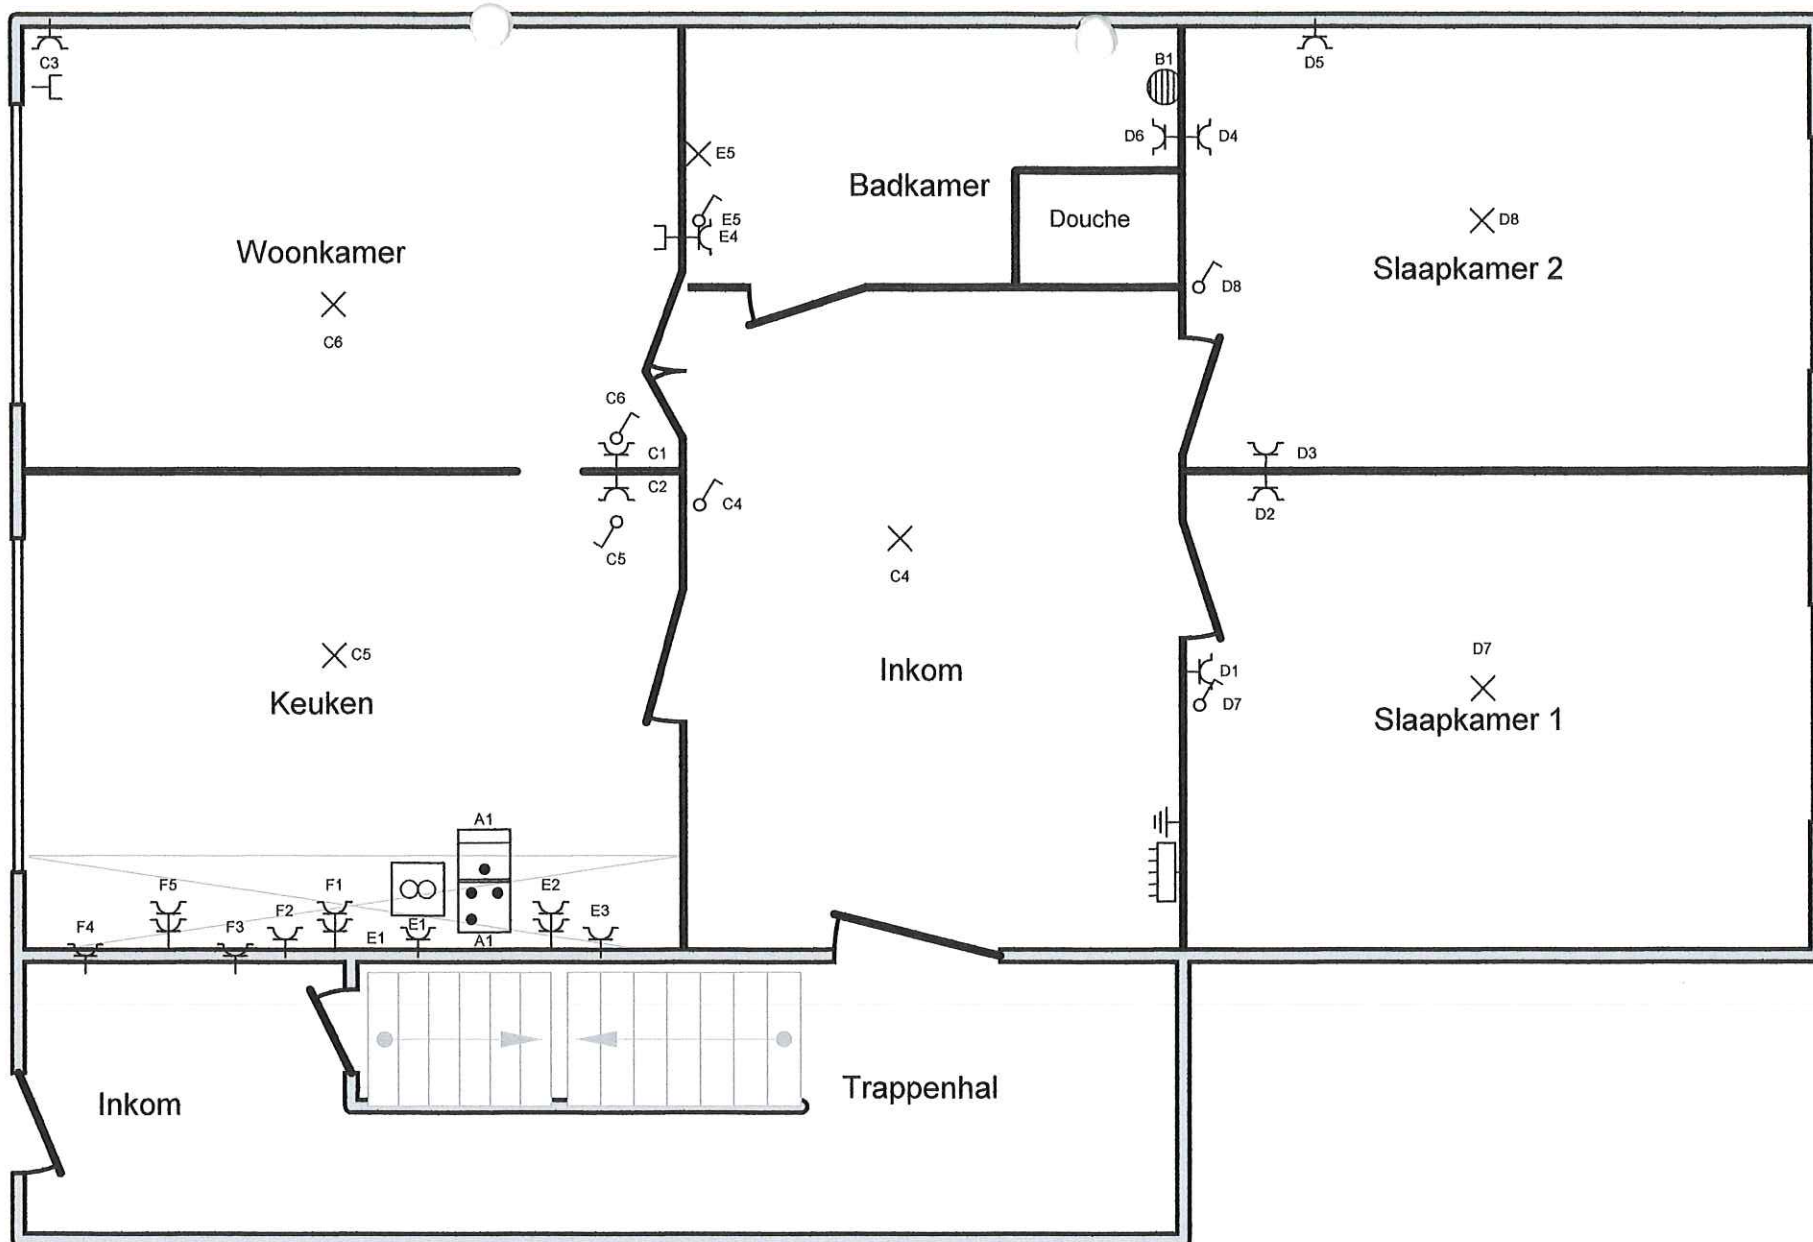 C3
D5
B1
D6
D4
E5
Badkamer
Douche
E5
E4
D8
Woonkamer
Slaapkamer 2
D8
C6
C6
C1
D3
C2
C4
D2
C5
C4
C5
D7
Inkom
D1
Keuken
D7
Slaapkamer 1
A1
F5
F1
E2
F4
F3
F2
E1
E1
A1
E3
Inkom
Trappenhal